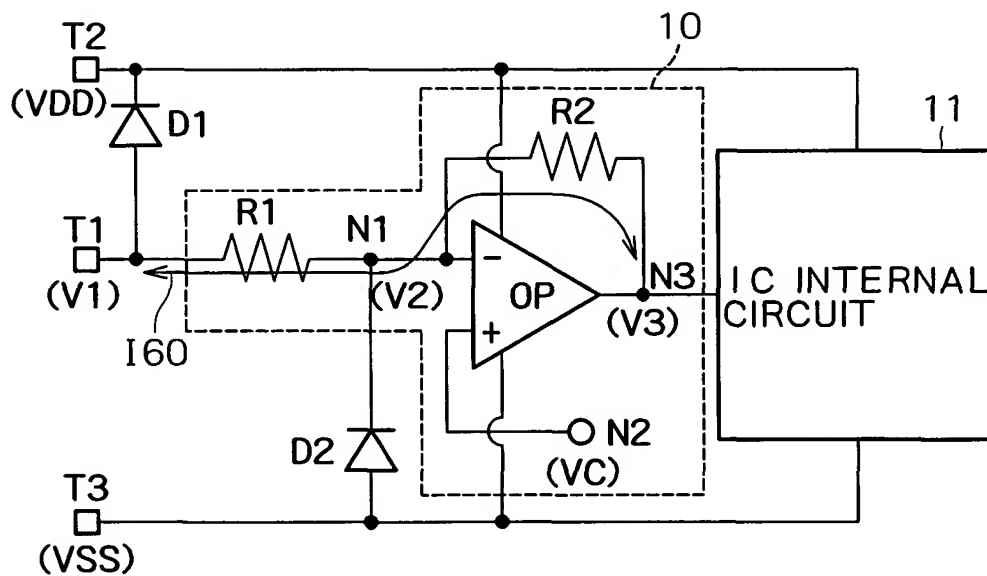 10
T2
(VDD)
D1
R2
11
T1
(V1)
R1
N1
(V2)
I60
−
OP
+
N3
(V3)
IC INTERNAL
CIRCUIT
D2
N2
(VC)
T3
(VSS)